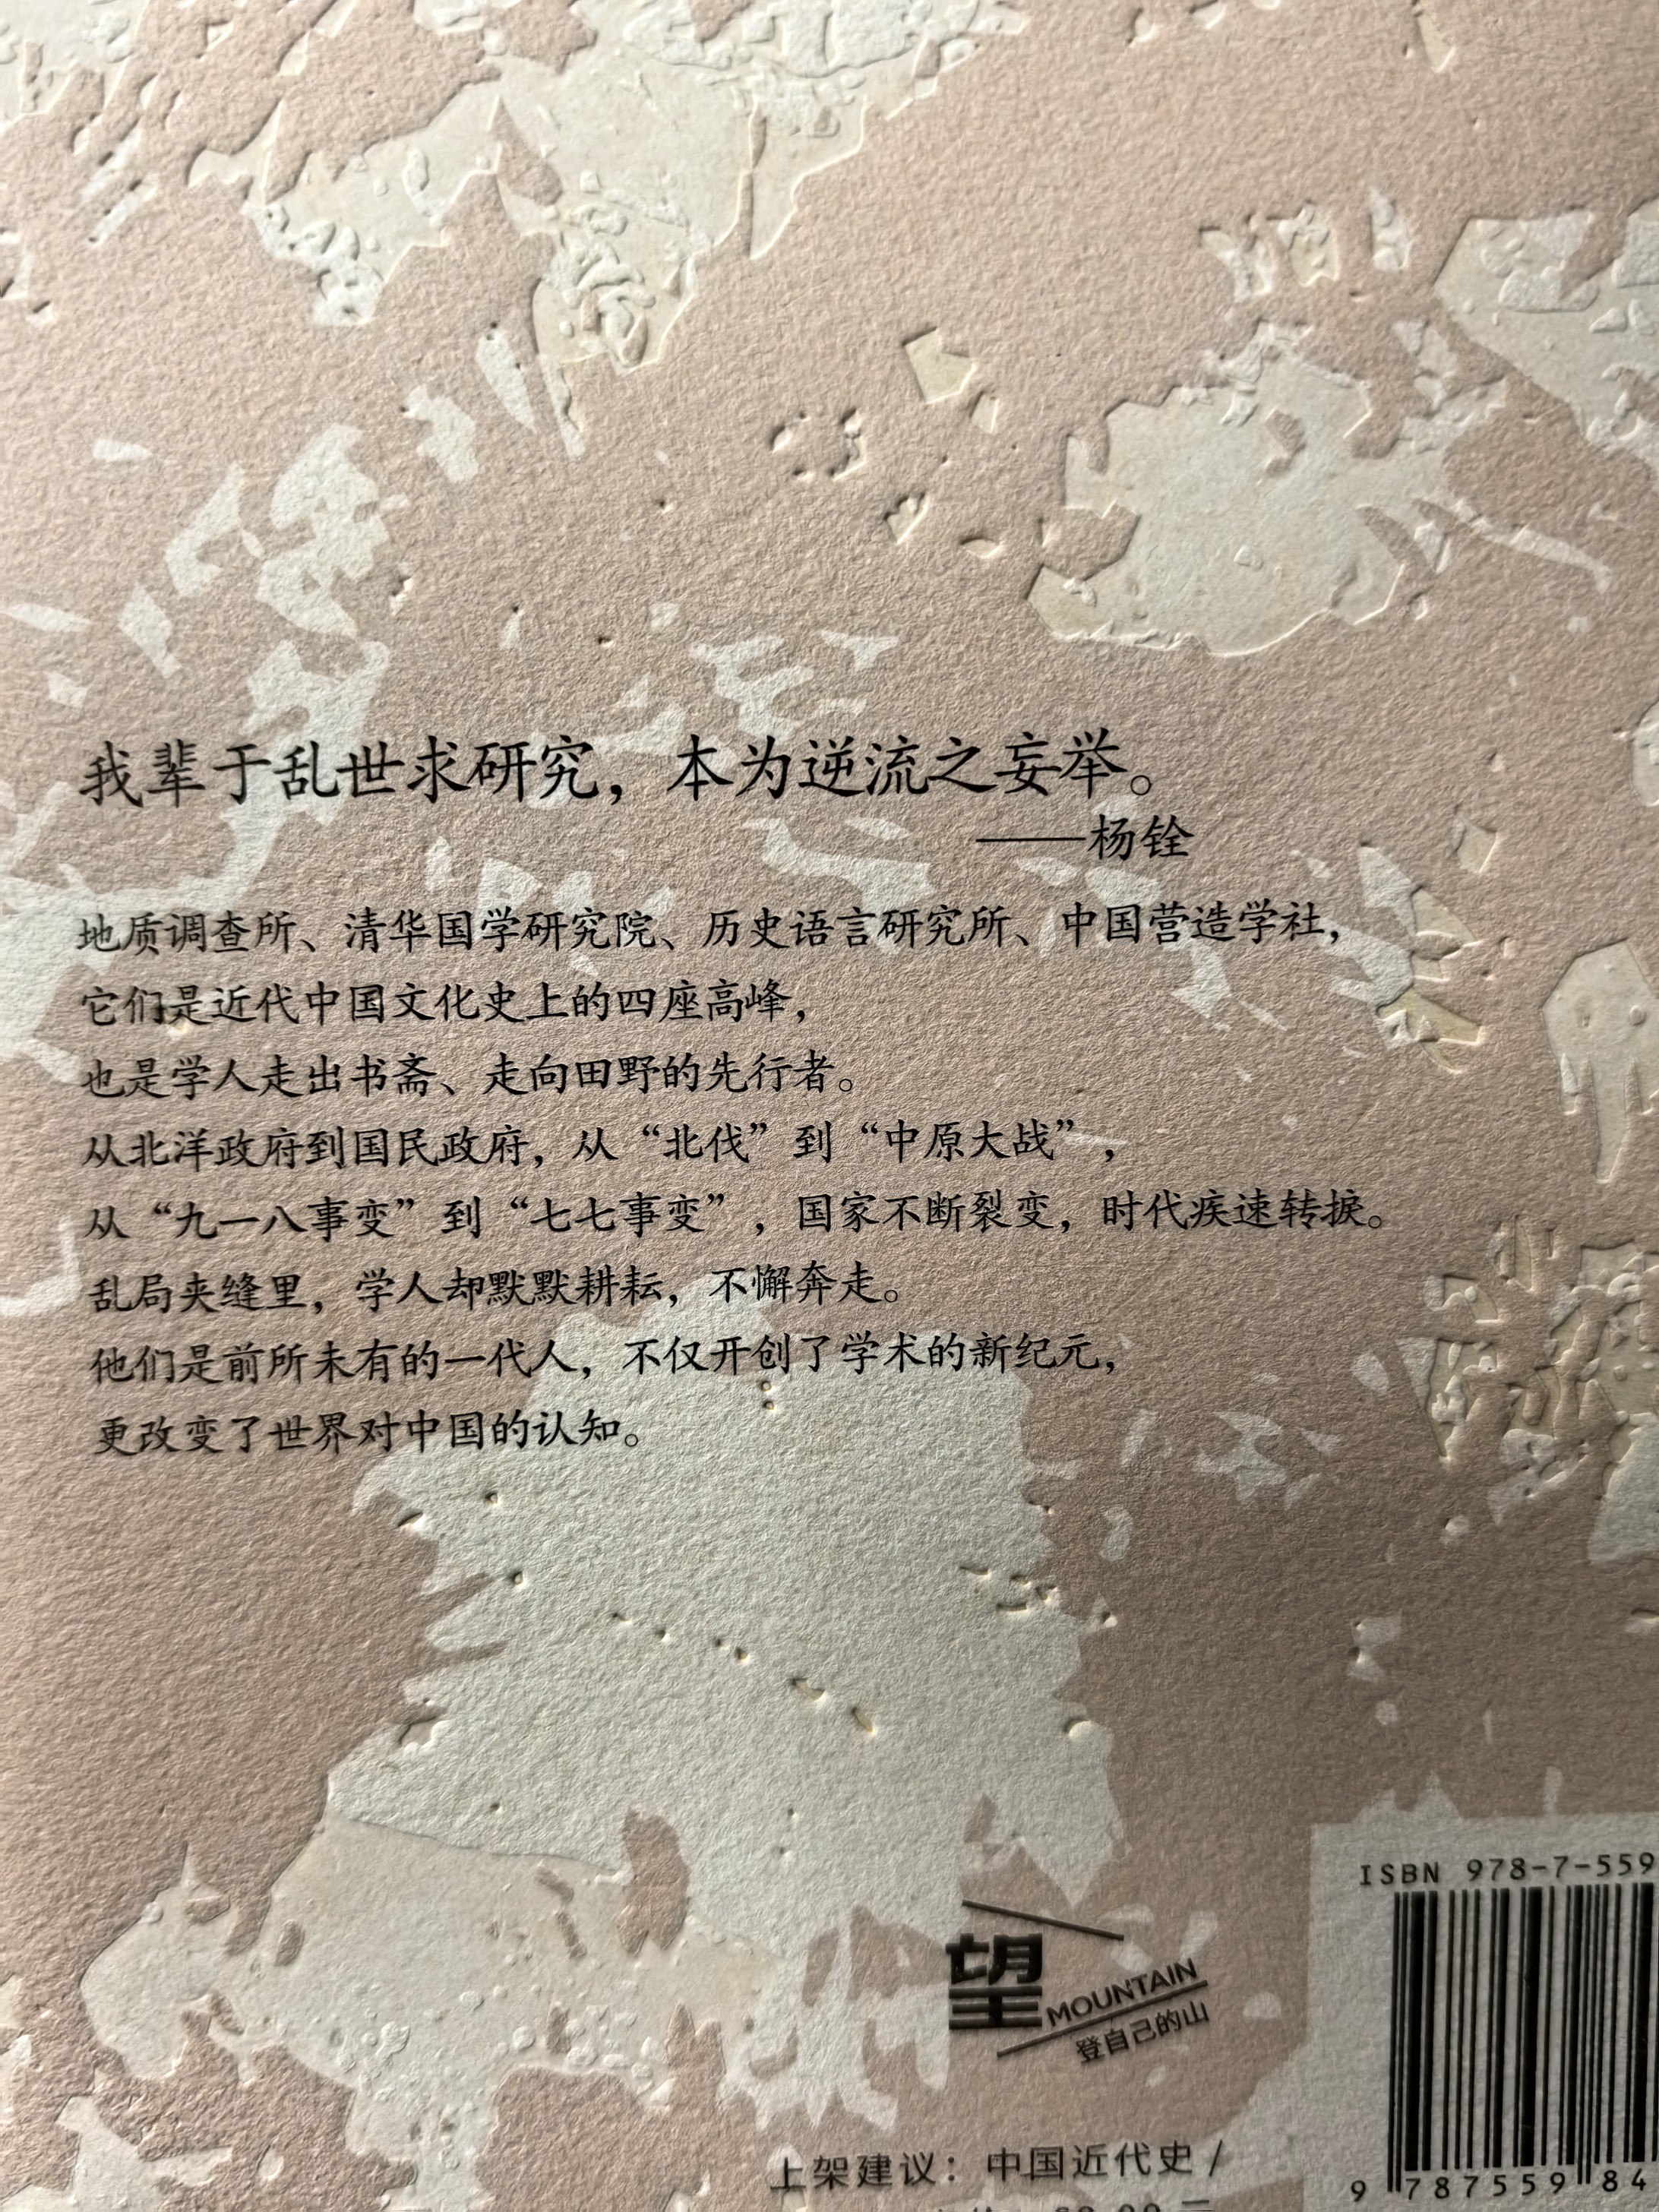 我辈于乱世求研究，本为逆流之妄举。
——杨铨
地质调查所、清华国学研究院、历史语言研究所、中国营造学社，
它们是近代中国文化史上的四座高峰，
也是学人走出书斋、走向田野的先行者。
从北洋政府到国民政府，从“北伐”到“中原大战”，
从“九一八事变”到“七七事变”，国家不断裂变，时代疾速转捩。
乱局夹缝里，学人却默默耕耘，不懈奔走。
他们是前所未有的一代人，不仅开创了学术的新纪元，
更改变了世界对中国的认知。
ISBN 978-7-559
望
MOUNTAIN
登自己的山
9 787559 84
上架建议：中国近代史 /